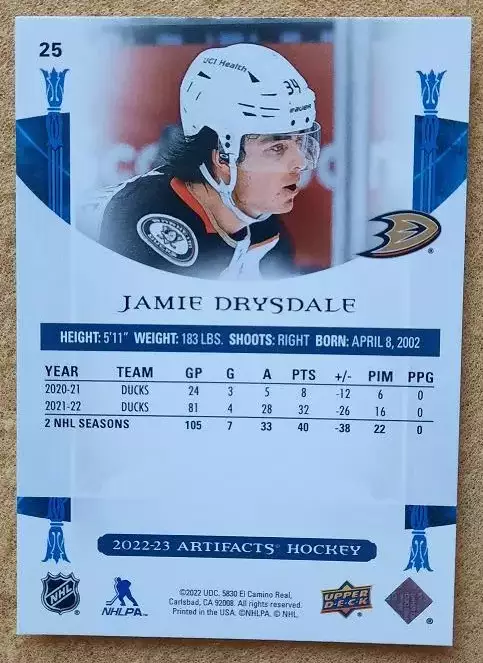 25
UCI Health
34
BAUER
JAMIE DRYSDALE
HEIGHT: 5'11" WEIGHT: 183 LBS. SHOOTS: RIGHT BORN: APRIL 8, 2002
YEAR TEAM GP G A PTS +/- PIM PPG
2020-21 DUCKS 24 3 5 8 -12 6 0
2021-22 DUCKS 81 4 28 32 -26 16 0
2 NHL SEASONS 105 7 33 40 -38 22 0
2022-23 ARTIFACTS® HOCKEY
©2022 UDC. 5830 El Camino Real,
Carlsbad, CA 92008. All rights reserved.
Printed in the USA. ©NHLPA. © NHL.
NHL
NHLPA
UPPER
DECK